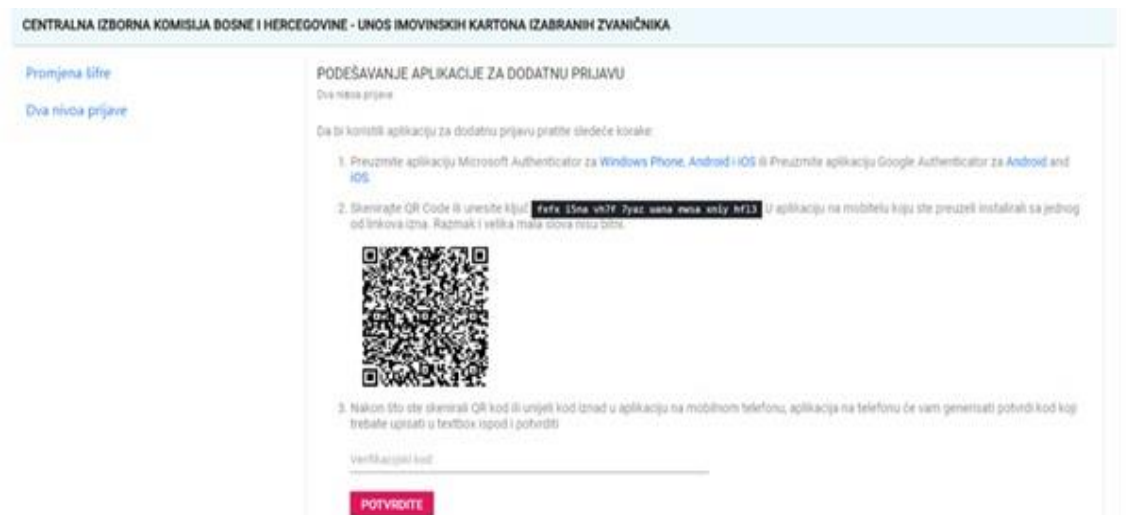 CENTRALNA IZBORNA KOMISIJA BOSNE I HERCEGOVINE - UNOS IMOVINSKIH KARTONA IZABRANIH ZVANIČNIKA
Promjena šifre
Dva nivoa prijave
PODEŠAVANJE APLIKACIJE ZA DODATNU PRIJAVU
Dva nivoa prijave
Da bi koristili aplikaciju za dodatnu prijavu pratite sledeće korake:
1. Preuzmite aplikaciju Microsoft Authenticator za Windows Phone, Android i iOS ili Preuzmite aplikaciju Google Authenticator za Android and
iOS.
2. Skenirajte QR Code ili unesite ključ U aplikaciju na mobitelu koju ste preuzeli instalirali sa jednog
od linkova izna. Razmak i velika mala slova nisu bitni.
3. Nakon što ste skenirali QR kod ili unijeli kod iznad u aplikaciju na mobilnom telefonu, aplikacija na telefonu će vam generisati potvrdi kod koji
trebate upisati u textbox ispod i potvrditi
Verifikacijski kod
POTVRDITE